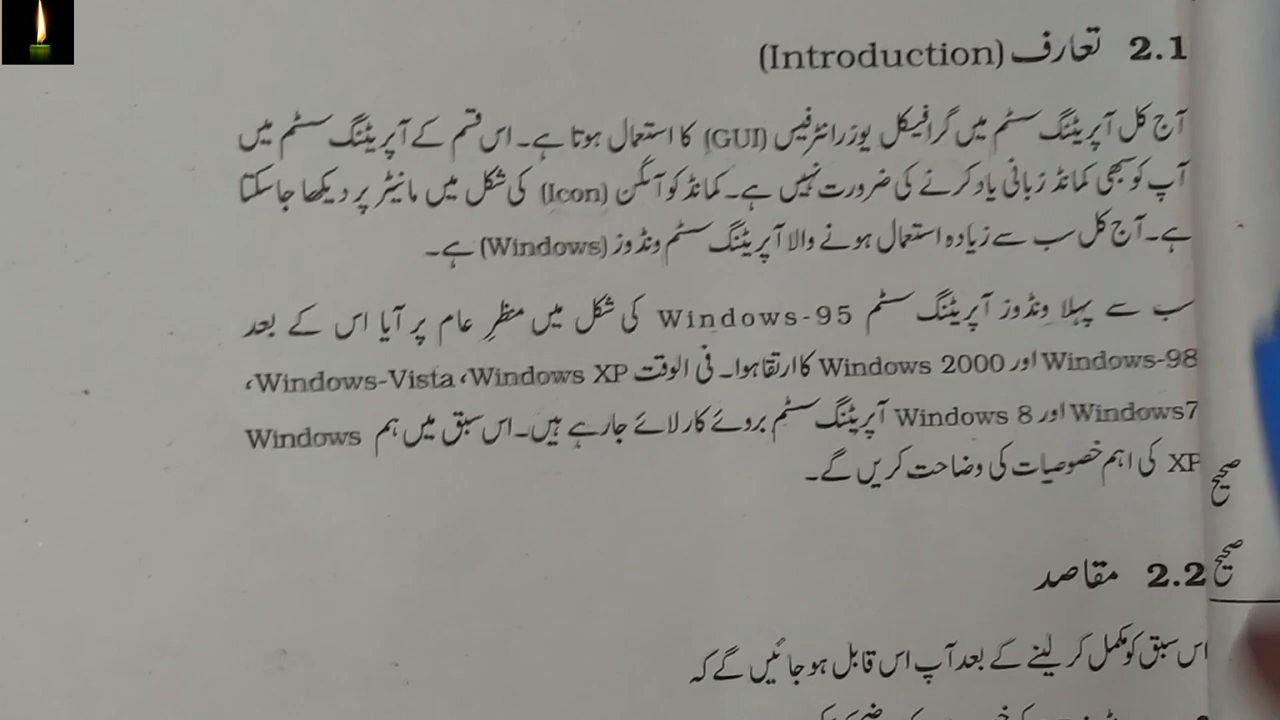 2.1 تعارف (Introduction)
آج کل آپریٹنگ سسٹم میں گرافیکل یوزرانٹرفیس (GUI) کا استعمال ہوتا ہے۔ اس قسم کے آپریٹنگ سسٹم میں
آپ کو سبھی کمانڈ زبانی یاد کرنے کی ضرورت نہیں ہے۔ کمانڈ کو آئکن (Icon) کی شکل میں مانیٹر پر دیکھا جاسکتا
ہے۔ آج کل سب سے زیادہ استعمال ہونے والا آپریٹنگ سسٹم ونڈوز (Windows) ہے۔
سب سے پہلا ونڈوز آپریٹنگ سسٹم Windows-95 کی شکل میں منظرِ عام پر آیا اس کے بعد
Windows-98 اور Windows 2000 کا ارتقا ہوا۔ فی الوقت Windows XP، Windows-Vista،
Windows7 اور Windows 8 آپریٹنگ سسٹم بروئے کار لائے جارہے ہیں۔ اس سبق میں ہم Windows
XP کی اہم خصوصیات کی وضاحت کریں گے۔
صحیح
صحیح
2.2 مقاصد
اس سبق کو مکمل کر لینے کے بعد آپ اس قابل ہو جائیں گے کہ